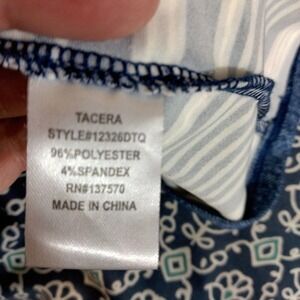 TACERA
STYLE#12326DTQ
96%POLYESTER
4%SPANDEX
RN#137570
MADE IN CHINA